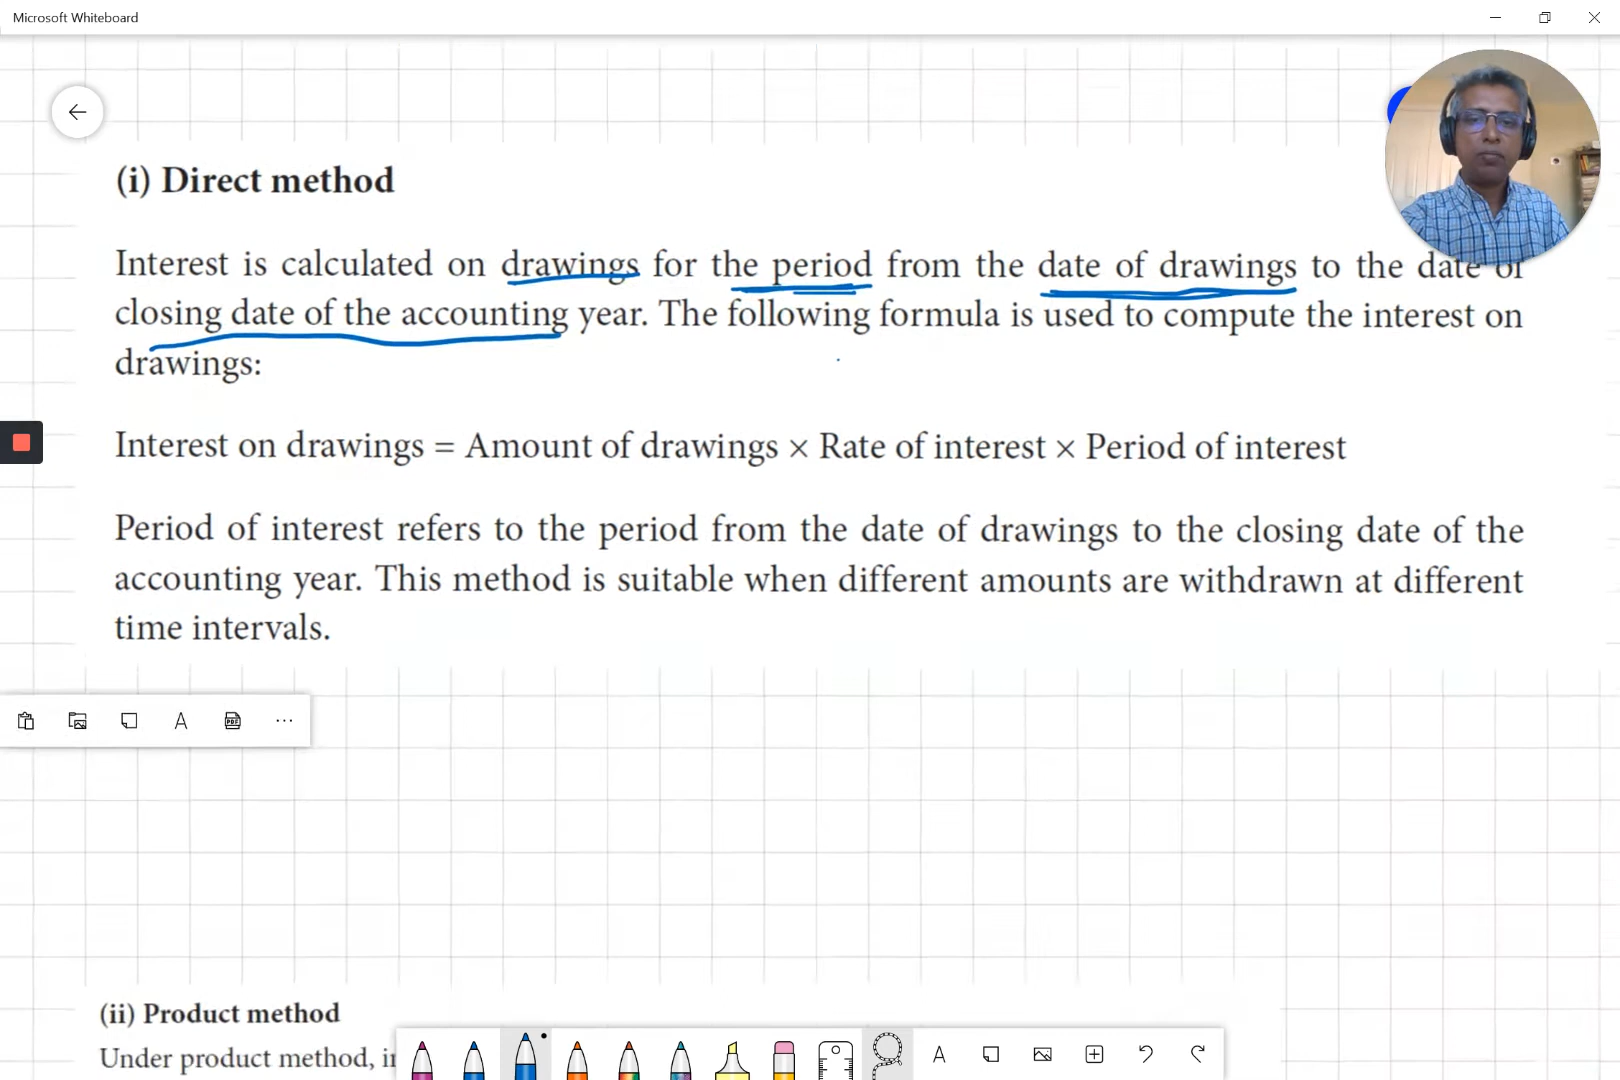 Microsoft Whiteboard
(i) Direct method
Interest is calculated on drawings for the period from the date of drawings to the date of
closing date of the accounting year. The following formula is used to compute the interest on
drawings:
Interest on drawings = Amount of drawings × Rate of interest × Period of interest
Period of interest refers to the period from the date of drawings to the closing date of the
accounting year. This method is suitable when different amounts are withdrawn at different
time intervals.
A
PDF
(ii) Product method
Under product method,
A